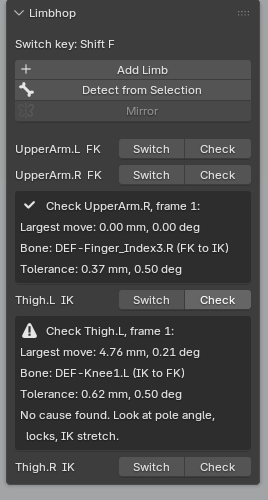 Limbhop
Switch key: Shift F
Add Limb
Detect from Selection
Mirror
UpperArm.L FK Switch Check
UpperArm.R FK Switch Check
Check UpperArm.R, frame 1:
Largest move: 0.00 mm, 0.00 deg
Bone: DEF-Finger_Index3.R (FK to IK)
Tolerance: 0.37 mm, 0.50 deg
Thigh.L IK Switch Check
Check Thigh.L, frame 1:
Largest move: 4.76 mm, 0.21 deg
Bone: DEF-Knee1.L (IK to FK)
Tolerance: 0.62 mm, 0.50 deg
No cause found. Look at pole angle,
locks, IK stretch.
Thigh.R IK Switch Check